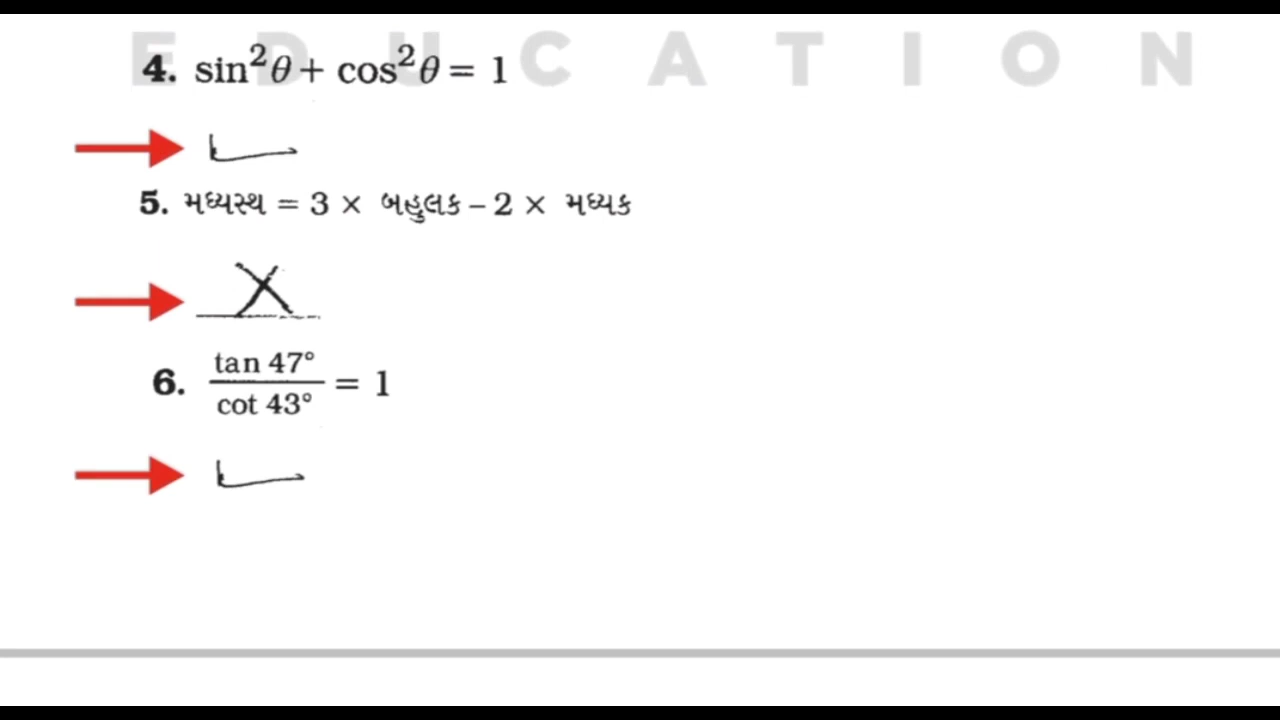 EDUCATION
4. sin²θ + cos²θ = 1
✓
5. મધ્યસ્થ = 3 × બહુલક – 2 × મધ્યક
X
6. tan 47° / cot 43° = 1
✓